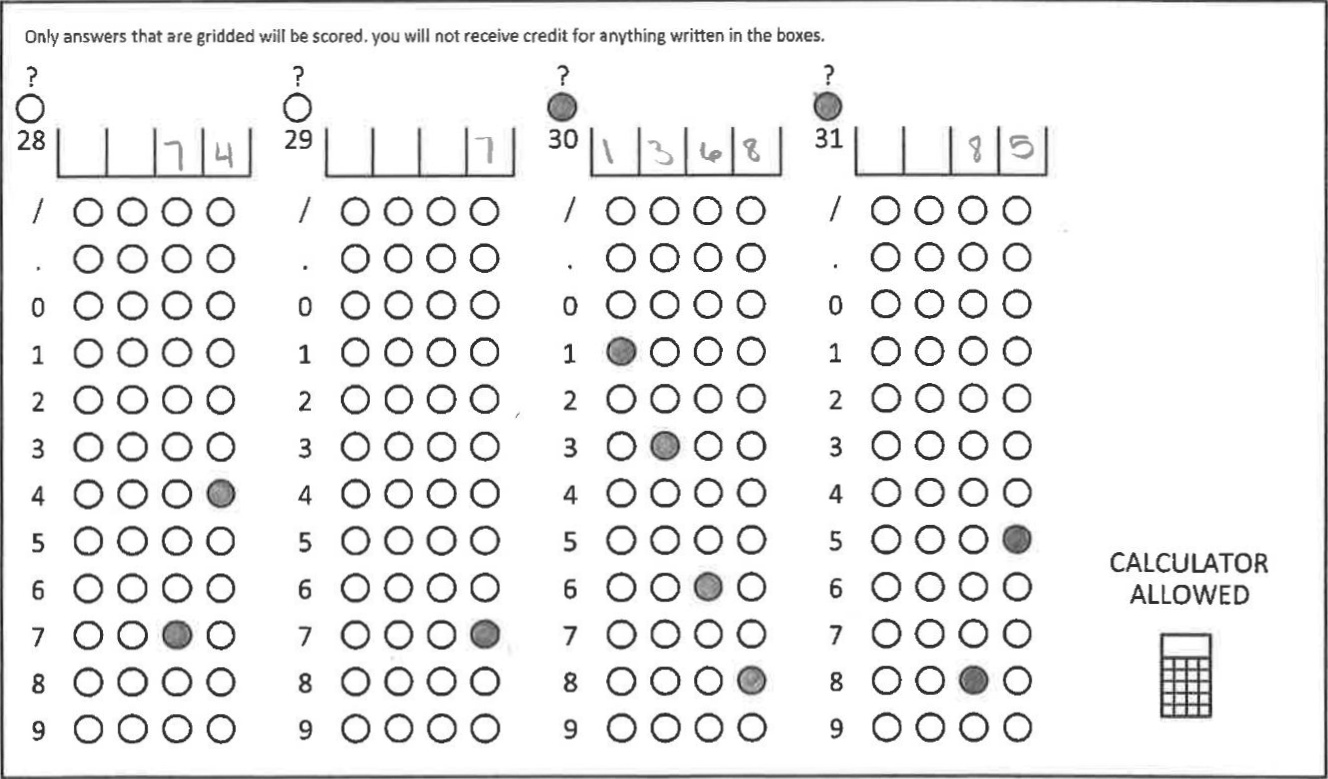 Only answers that are gridded will be scored. you will not receive credit for anything written in the boxes.
? ? ? ?
28 7 4 29 7 30 1 3 6 8 31 8 5
/ / / /
. . . .
0 0 0 0
1 1 1 1
2 2 2 2
3 3 3 3
4 4 4 4
5 5 5 5
6 6 6 6
7 7 7 7
8 8 8 8
9 9 9 9
CALCULATOR
ALLOWED